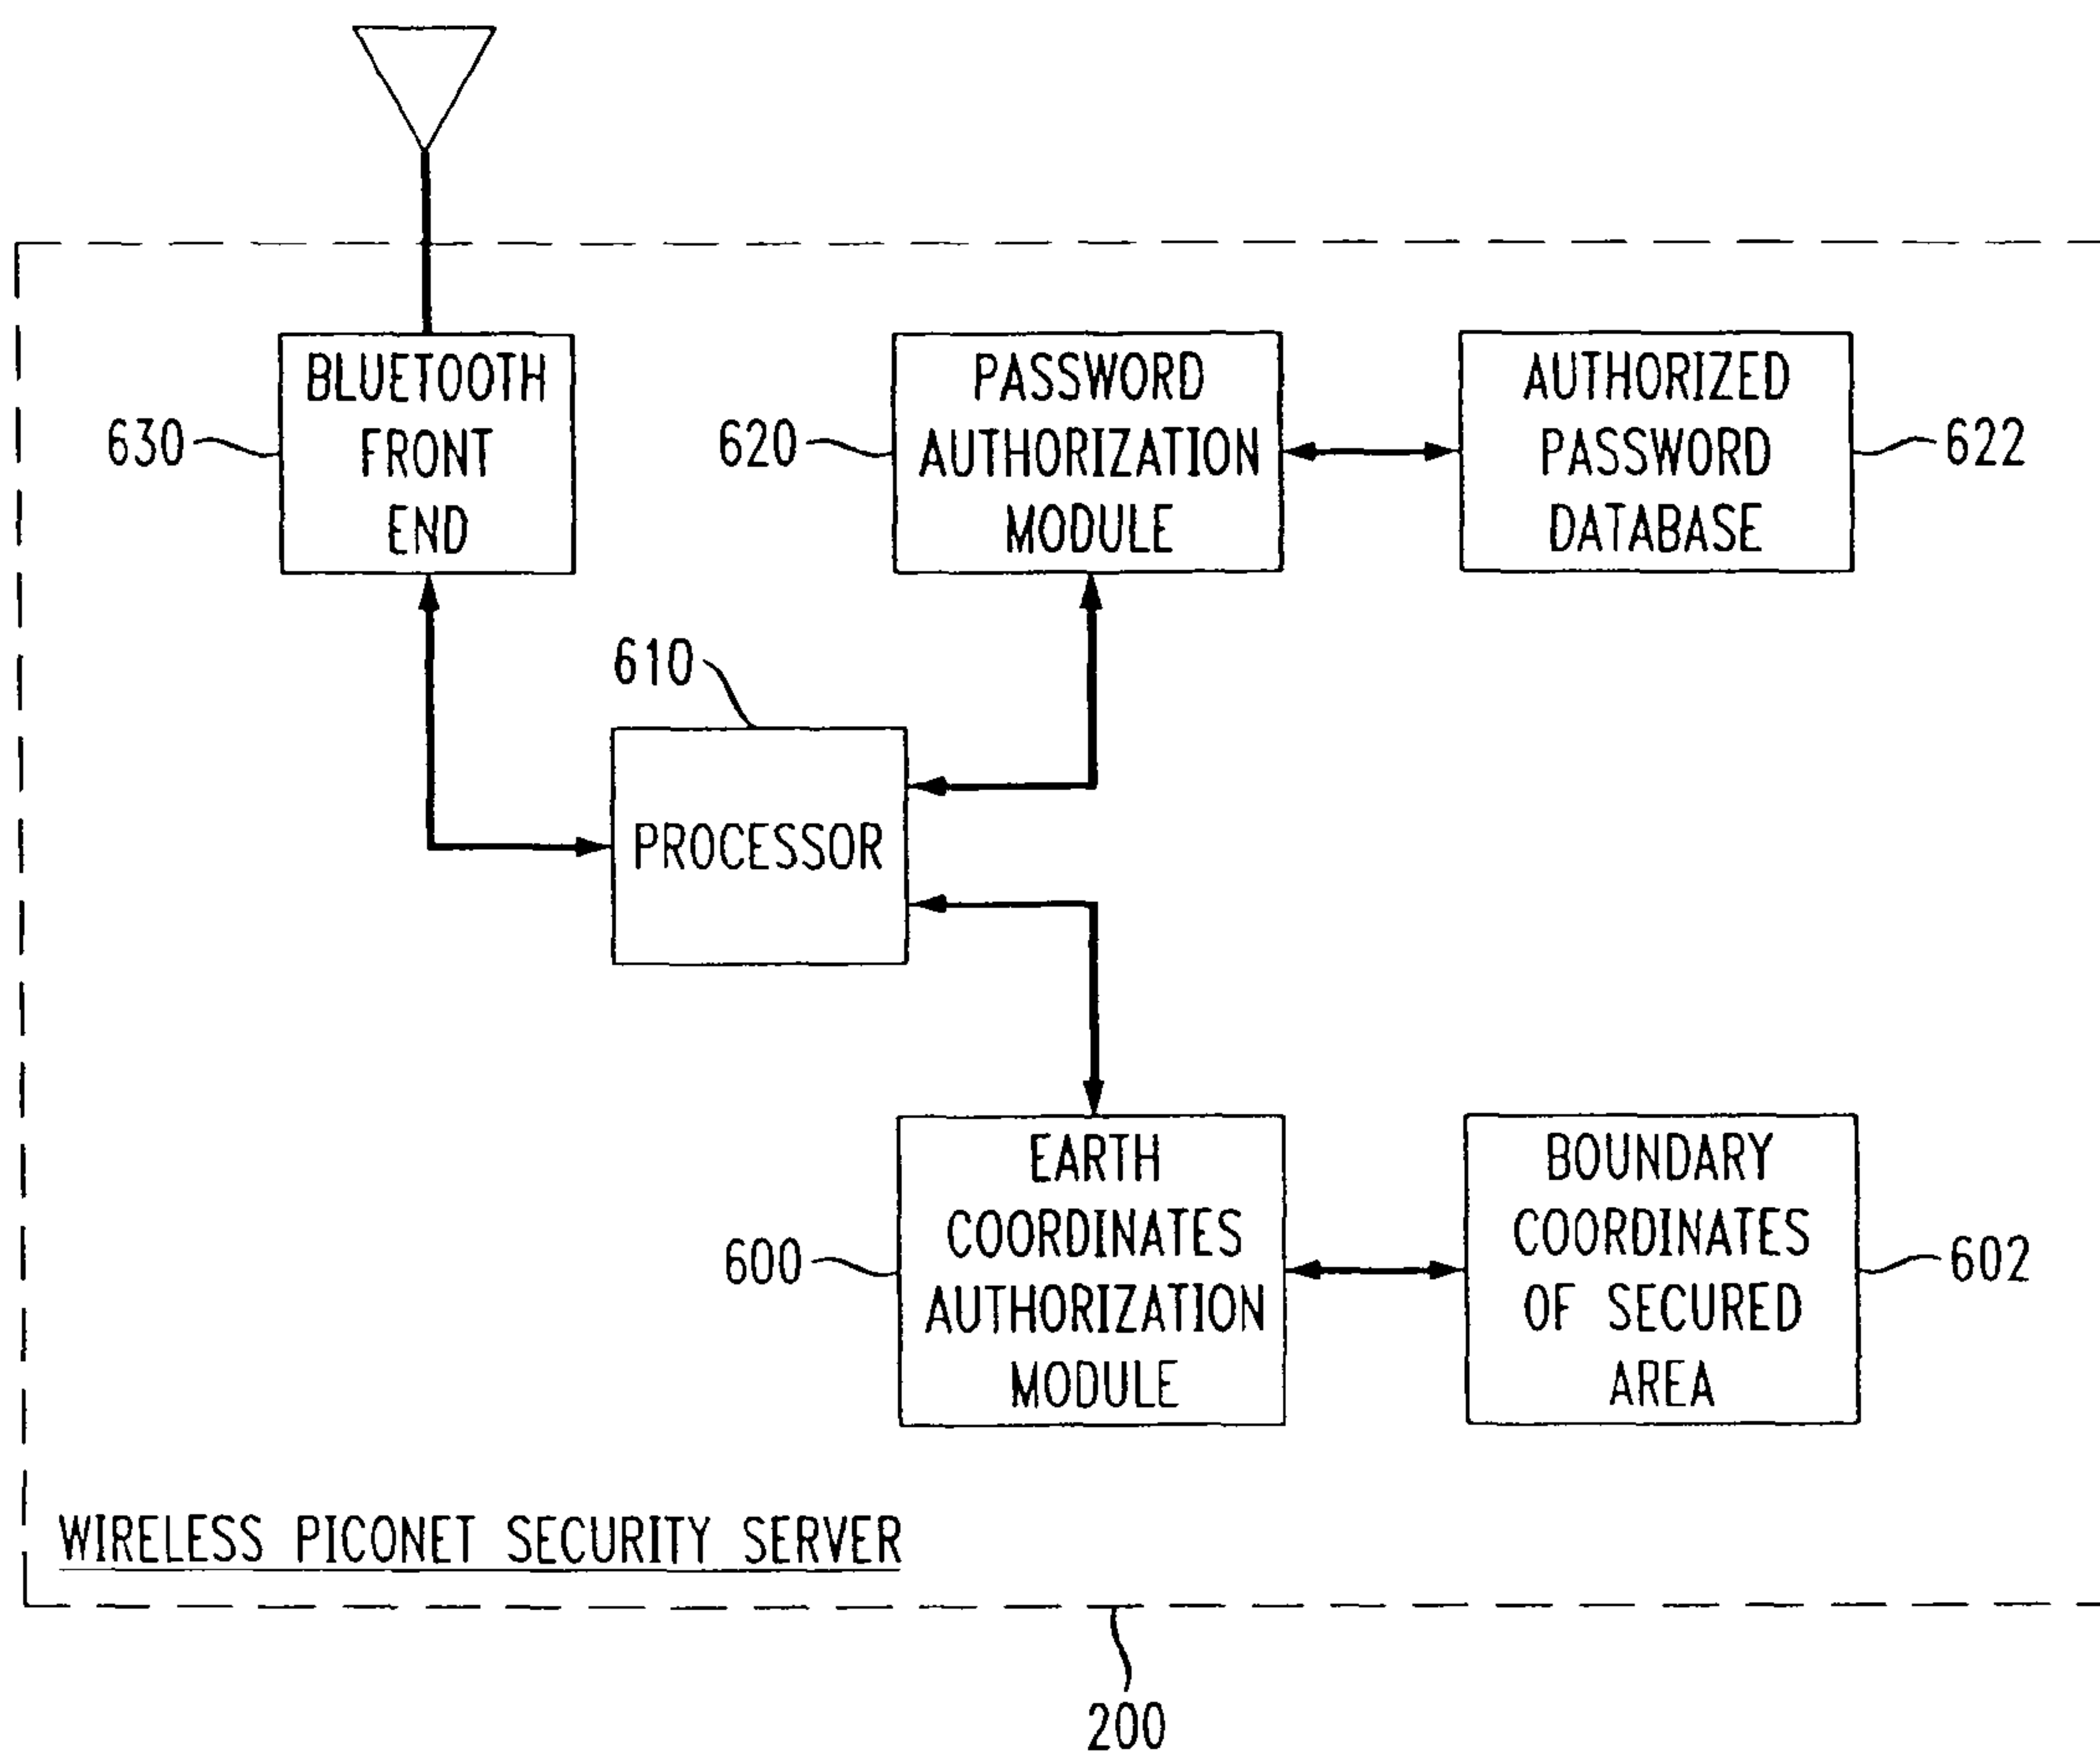 BLUETOOTH
FRONT
END
630
PASSWORD
AUTHORIZATION
MODULE
620
AUTHORIZED
PASSWORD
DATABASE
622
610
PROCESSOR
EARTH
COORDINATES
AUTHORIZATION
MODULE
600
BOUNDARY
COORDINATES
OF SECURED
AREA
602
WIRELESS PICONET SECURITY SERVER
200